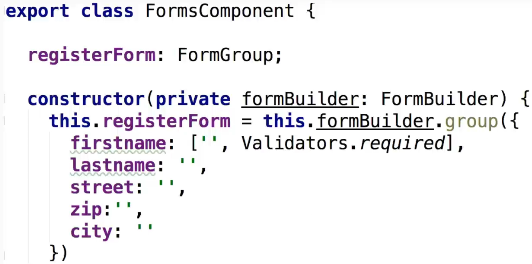 export class FormsComponent {
registerForm: FormGroup;
constructor(private formBuilder: FormBuilder) {
this.registerForm = this.formBuilder.group({
firstname: ['', Validators.required],
lastname: '',
street: '',
zip:'',
city: ''
})